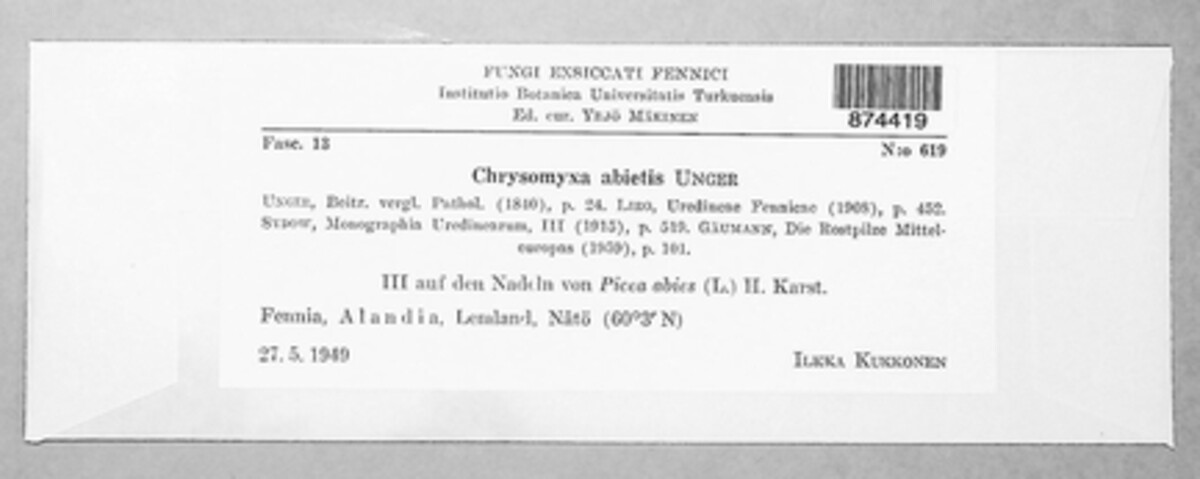 FUNGI EXSICCATI FENNICI
Institutio Botanica Universitatis Turkuensis
Ed. cur. YRJÖ MÄKINEN
874419
Fasc. 13
N:o 619
Chrysomyxa abietis UNGER
UNGER, Beitr. vergl. Pathol. (1840), p. 24. LIRO, Uredineae Fennicae (1908), p. 452.
SYDOW, Monographia Uredinearum, III (1915), p. 519. GÄUMANN, Die Rostpilze Mittel-
europas (1959), p. 101.
III auf den Nadeln von Picea abies (L.) H. Karst.
Fennia, Alandia, Lemland, Nåtö (60°3' N)
27. 5. 1949
ILKKA KUKKONEN